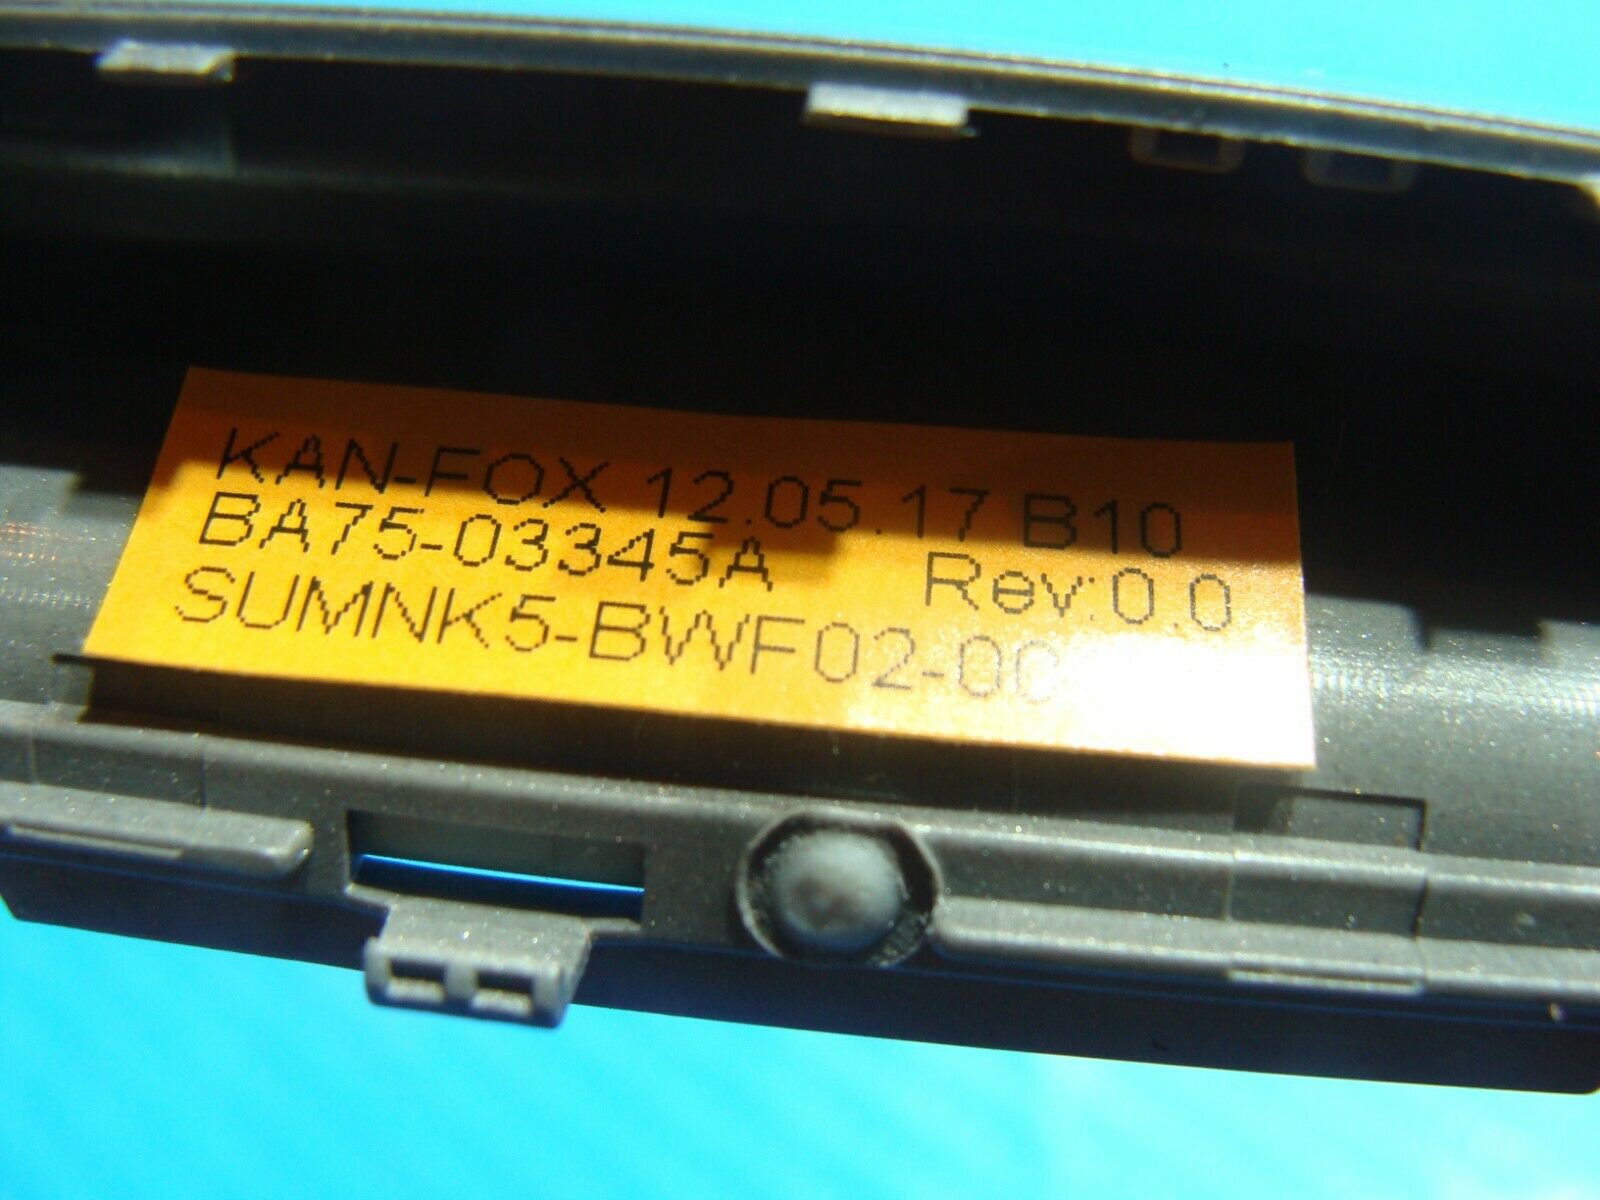 KAN-FOX 12.05.17 B10
BA75-03345A Rev:0.0
SUMNK5-BWF02-00